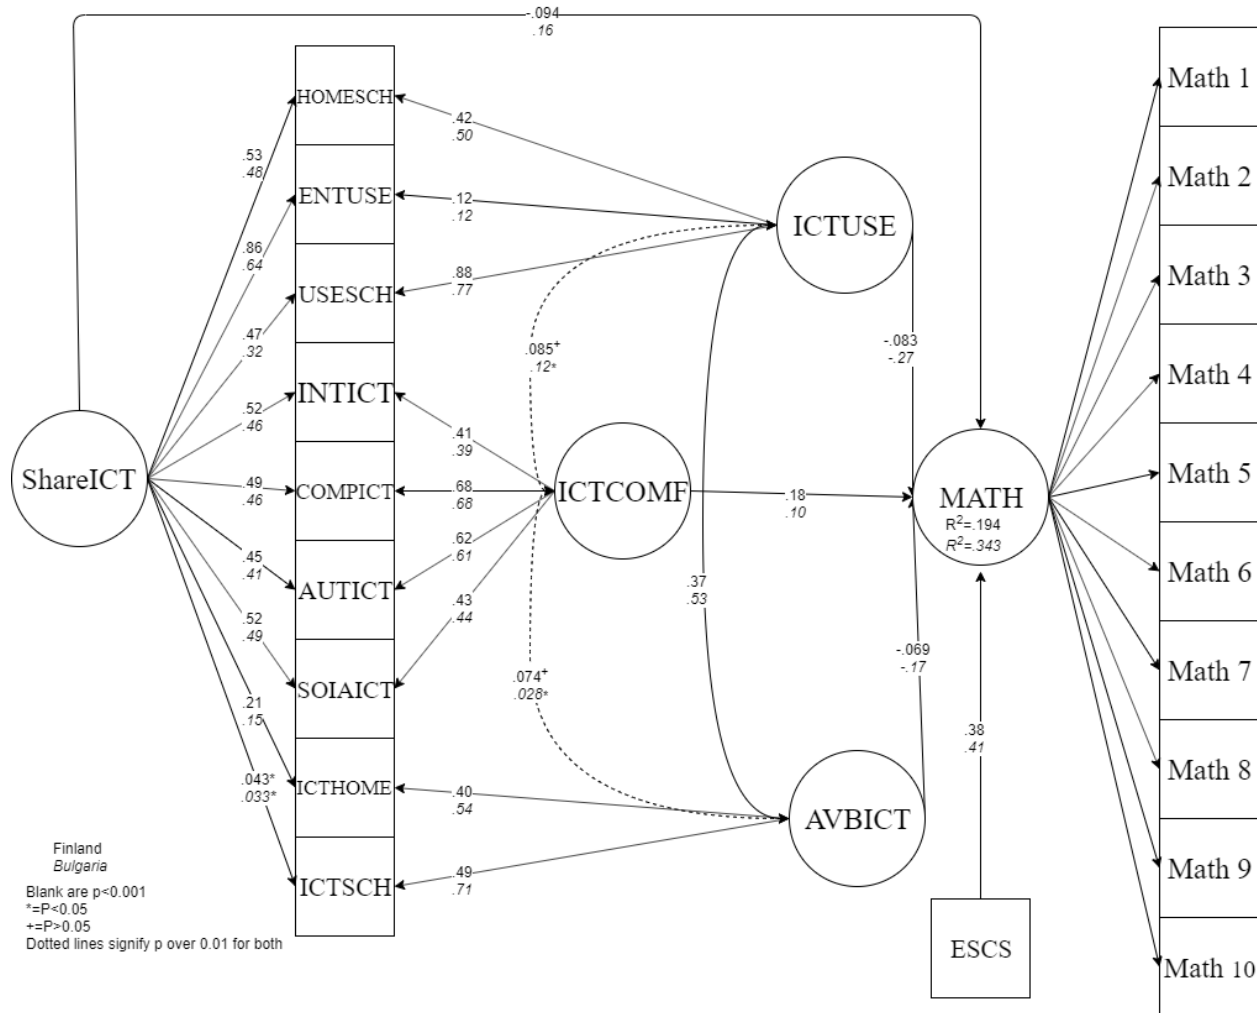 -.094
.16
HOMESCH
ENTUSE
USESCH
INTICT
COMPICT
AUTICT
SOIAICT
ICTHOME
ICTSCH
ShareICT
.53
.48
.86
.64
.47
.32
.52
.46
.49
.46
.45
.41
.52
.49
.21
.15
.043*
.033*
.42
.50
.12
.12
.88
.77
.41
.39
.68
.68
.62
.61
.43
.44
.40
.54
.49
.71
.085+
.12*
.074+
.028*
.37
.53
ICTUSE
ICTCOMF
AVBICT
-.083
-.27
.18
.10
-.069
-.17
MATH
R²=.194
R²=.343
.38
.41
ESCS
Math 1
Math 2
Math 3
Math 4
Math 5
Math 6
Math 7
Math 8
Math 9
Math 10
Finland
Bulgaria
Blank are p<0.001
*=P<0.05
+=P>0.05
Dotted lines signify p over 0.01 for both